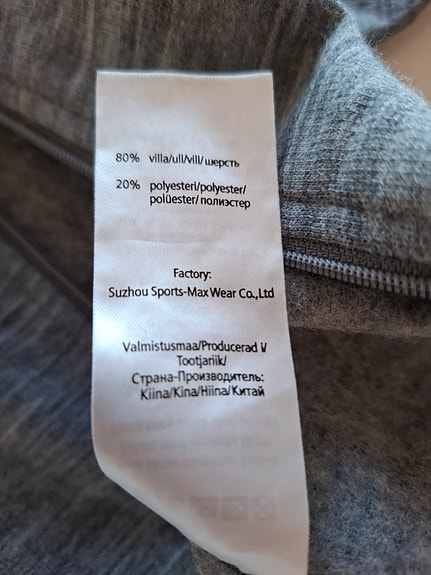 80% villa/ull/vill/шерсть
20% polyesteri/polyester/
polüester/полиэстер
Factory:
Suzhou Sports-Max Wear Co.,Ltd
Valmistusmaa/Producerad i/
Tootjariik/
Страна-Производитель:
Kiina/Kina/Hiina/Китай